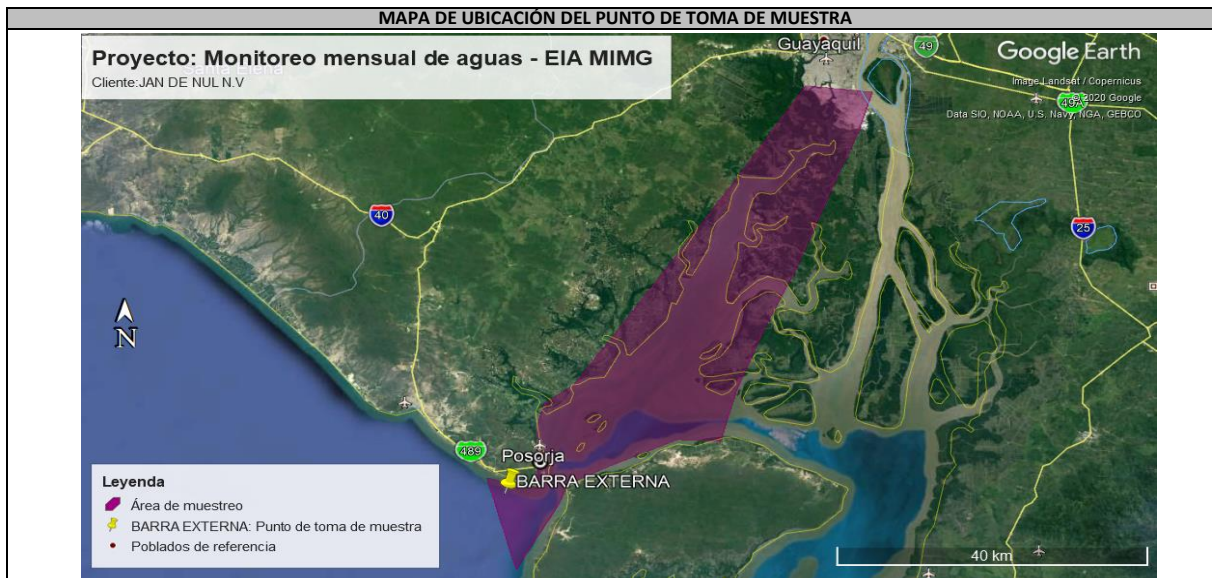 MAPA DE UBICACIÓN DEL PUNTO DE TOMA DE MUESTRA
Proyecto: Monitoreo mensual de aguas - EIA MIMG
Cliente:JAN DE NUL N.V
Santa Elena
Guayaquil
49
Google Earth
Image Landsat / Copernicus
© 2020 Google
49A
Data SIO, NOAA, U.S. Navy, NGA, GEBCO
40
25
N
489
Posorja
BARRA EXTERNA
Leyenda
Área de muestreo
BARRA EXTERNA: Punto de toma de muestra
Poblados de referencia
40 km